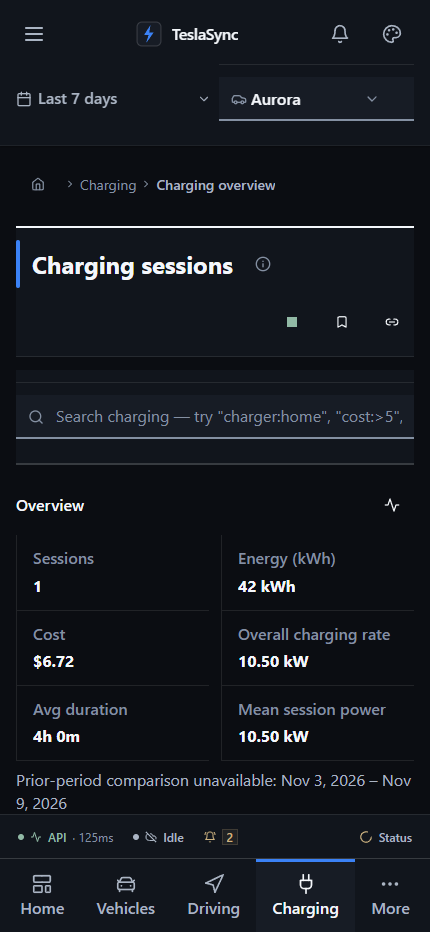 TeslaSync
Last 7 days
Aurora
Charging
Charging overview
Charging sessions
Search charging — try "charger:home", "cost:>5",
Overview
Sessions
1
Energy (kWh)
42 kWh
Cost
$6.72
Overall charging rate
10.50 kW
Avg duration
4h 0m
Mean session power
10.50 kW
Prior-period comparison unavailable: Nov 3, 2026 – Nov
9, 2026
API · 125ms
Idle
2
Status
Home
Vehicles
Driving
Charging
More